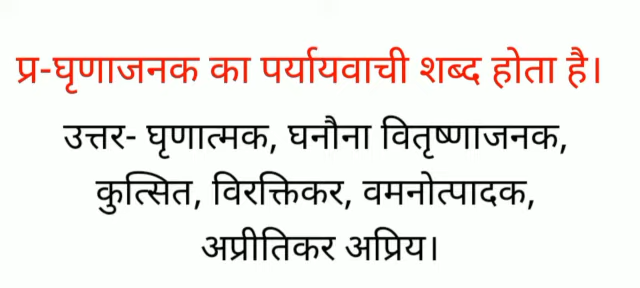 प्र-घृणाजनक का पर्यायवाची शब्द होता है।
उत्तर- घृणात्मक, घनौना वितृष्णाजनक,
कुत्सित, विरक्तिकर, वमनोत्पादक,
अप्रीतिकर अप्रिय।